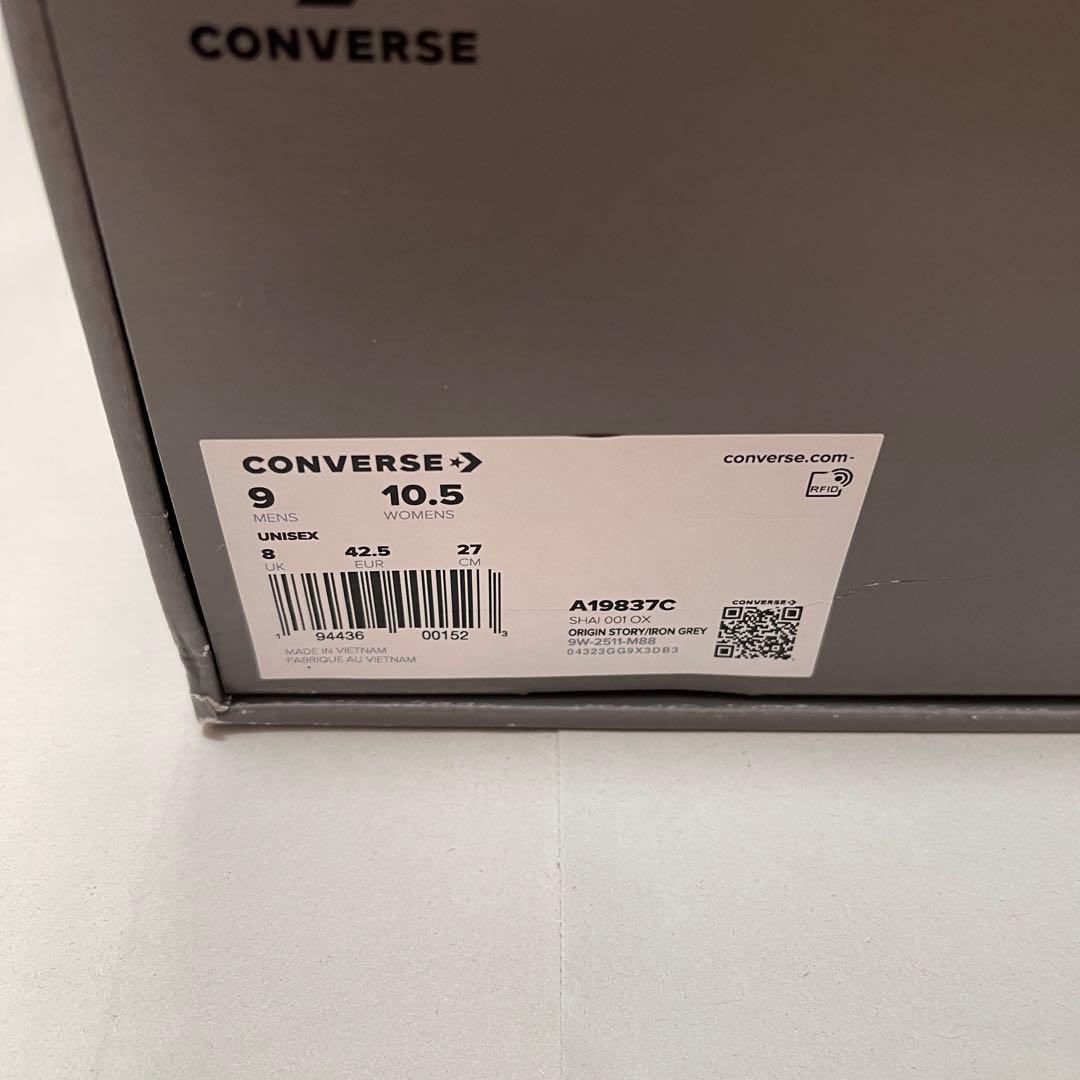 CONVERSE
CONVERSE
converse.com-
RFID
9 10.5
MENS WOMENS
UNISEX
8 42.5 27
UK EUR CM
1 94436 00152 3
MADE IN VIETNAM
FABRIQUE AU VIETNAM
A19837C
SHAI 001 OX
ORIGIN STORY/IRON GREY
9W-2511-M88
04323GG9X3DB3
CONVERSE